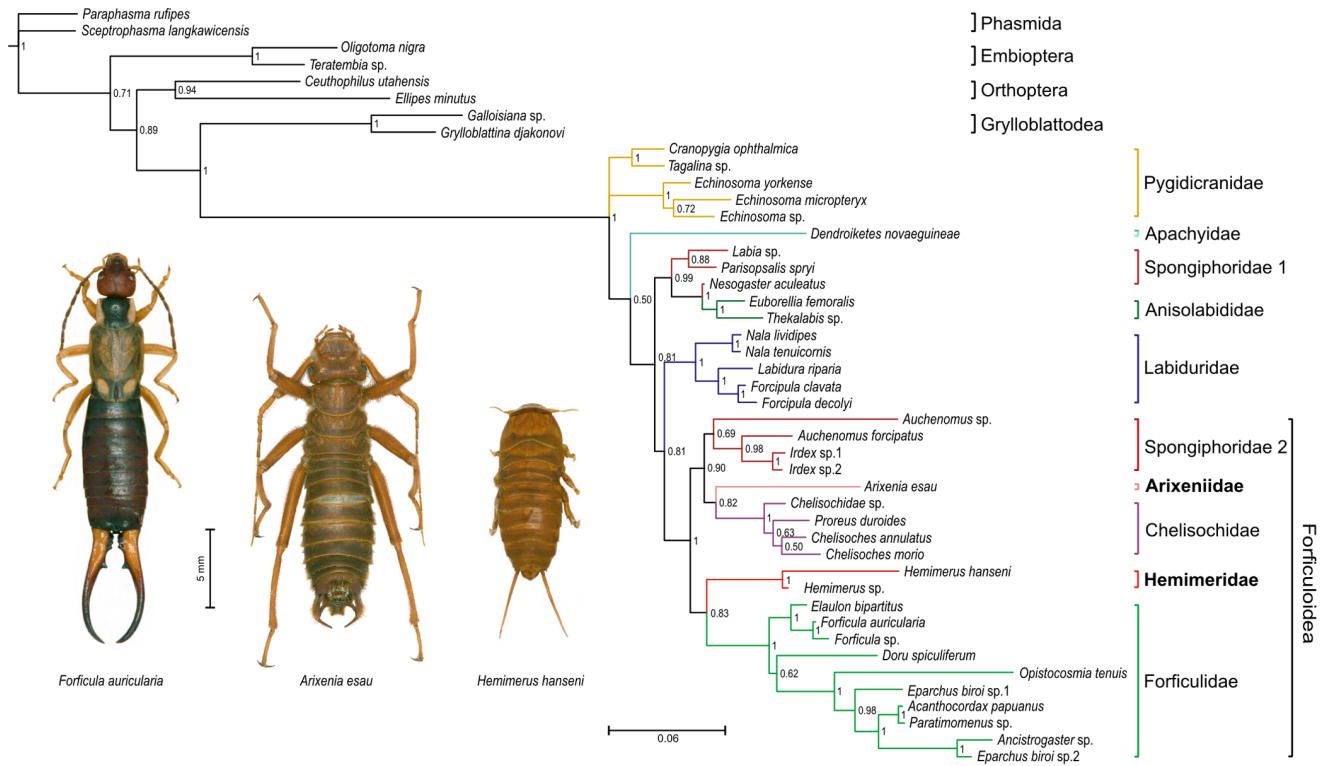 Paraphasma rufipes
Sceptrophasma langkawicensis
1
Phasmida
Oligotoma nigra
1
Teratembia sp.
Embioptera
0.71
Ceuthophilus utahensis
0.94
Ellipes minutus
Orthoptera
0.89
Galloisiana sp.
1
Grylloblattina djakonovi
Grylloblattodea
1
1
Cranopygia ophthalmica
1
Tagalina sp.
Echinosoma yorkense
1
Echinosoma micropteryx
0.72
Echinosoma sp.
Pygidicranidae
Dendroiketes novaeguineae
Apachyidae
0.50
Labia sp.
0.88
Parisopsalis spryi
0.99
Nesogaster aculeatus
Spongiphoridae 1
1
Euborellia femoralis
1
Thekalabis sp.
Anisolabididae
0.81
Nala lividipes
1
Nala tenuicornis
1
Labidura riparia
1
Forcipula clavata
1
Forcipula decolyi
Labiduridae
0.81
Auchenomus sp.
0.69
Auchenomus forcipatus
0.98
Irdex sp.1
1
Irdex sp.2
Spongiphoridae 2
0.90
Arixenia esau
Arixeniidae
0.82
Chelisochidae sp.
1
Proreus duroides
0.63
Chelisoches annulatus
0.50
Chelisoches morio
Chelisochidae
1
Hemimerus hanseni
1
Hemimerus sp.
Hemimeridae
0.83
Elaulon bipartitus
1
Forficula auricularia
1
Forficula sp.
1
Doru spiculiferum
0.62
Opistocosmia tenuis
1
Eparchus biroi sp.1
0.98
Acanthocordax papuanus
1
Paratimomenus sp.
1
Ancistrogaster sp.
1
Eparchus biroi sp.2
Forficulidae
Forficuloidea
0.06
5 mm
Forficula auricularia
Arixenia esau
Hemimerus hanseni